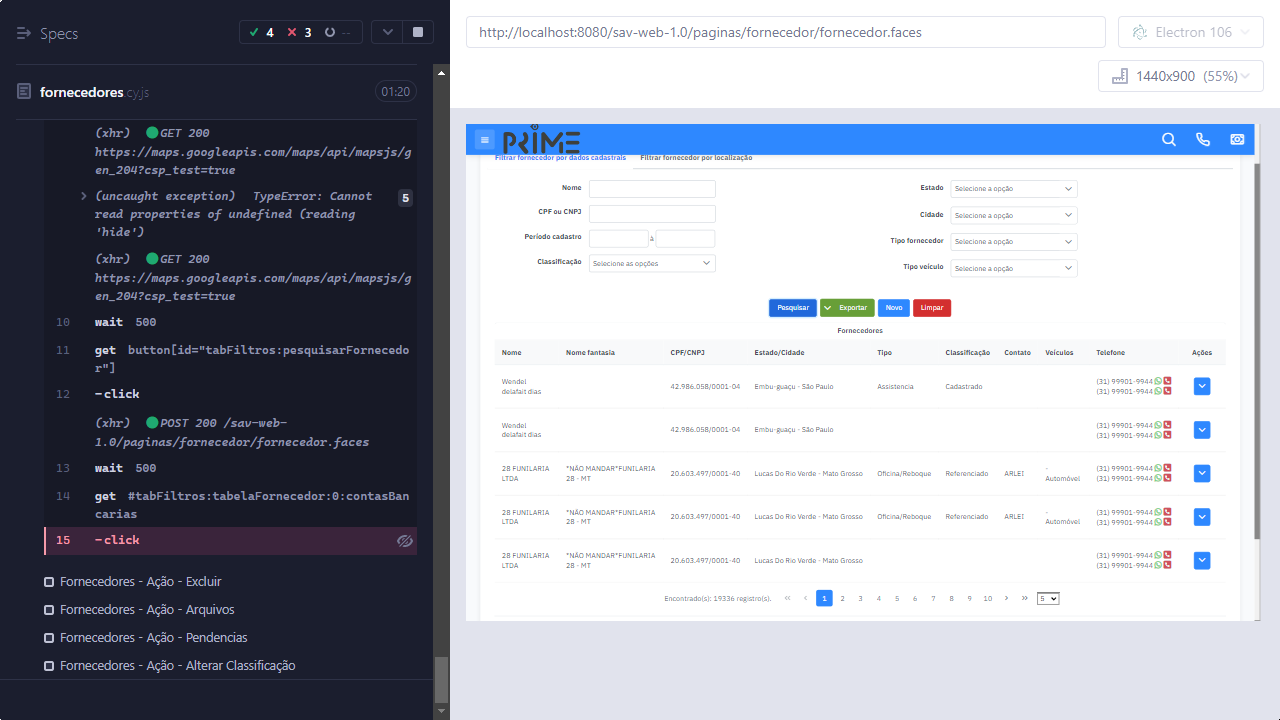 Specs
4
3
--
fornecedores.cy.js
01:20
(xhr) GET 200
https://maps.googleapis.com/maps/api/mapsjs/g
en_204?csp_test=true
(uncaught exception) TypeError: Cannot
read properties of undefined (reading
'hide')
5
(xhr) GET 200
https://maps.googleapis.com/maps/api/mapsjs/g
en_204?csp_test=true
10 wait 500
11 get button[id="tabFiltros:pesquisarFornecedo
r"]
12 -click
(xhr) POST 200 /sav-web-
1.0/paginas/fornecedor/fornecedor.faces
13 wait 500
14 get #tabFiltros:tabelaFornecedor:0:contasBan
carias
15 -click
Fornecedores - Ação - Excluir
Fornecedores - Ação - Arquivos
Fornecedores - Ação - Pendencias
Fornecedores - Ação - Alterar Classificação
http://localhost:8080/sav-web-1.0/paginas/fornecedor/fornecedor.faces
Electron 106
1440x900 (55%)
PRIME
Filtrar fornecedor por dados cadastrais Filtrar fornecedor por localização
Nome
Estado Selecione a opção
CPF ou CNPJ
Cidade Selecione a opção
Período cadastro à
Tipo fornecedor Selecione a opção
Classificação Selecione as opções
Tipo veículo Selecione a opção
Pesquisar Exportar Novo Limpar
Fornecedores
Nome Nome fantasia CPF/CNPJ Estado/Cidade Tipo Classificação Contato Veículos Telefone Ações
Wendel
delafait dias
42.986.058/0001-04 Embu-guaçu - São Paulo Assistencia Cadastrado
(31) 99901-9944
(31) 99901-9944
Wendel
delafait dias
42.986.058/0001-04 Embu-guaçu - São Paulo
(31) 99901-9944
(31) 99901-9944
28 FUNILARIA
LTDA
*NÃO MANDAR*FUNILARIA
28 - MT
20.603.497/0001-40 Lucas Do Rio Verde - Mato Grosso Oficina/Reboque Referenciado ARLEI
-
Automóvel
(31) 99901-9944
(31) 99901-9944
28 FUNILARIA
LTDA
*NÃO MANDAR*FUNILARIA
28 - MT
20.603.497/0001-40 Lucas Do Rio Verde - Mato Grosso Oficina/Reboque Referenciado ARLEI
-
Automóvel
(31) 99901-9944
(31) 99901-9944
28 FUNILARIA
LTDA
*NÃO MANDAR*FUNILARIA
28 - MT
20.603.497/0001-40 Lucas Do Rio Verde - Mato Grosso
(31) 99901-9944
(31) 99901-9944
Encontrado(s): 19336 registro(s). « ‹ 1 2 3 4 5 6 7 8 9 10 › » 5